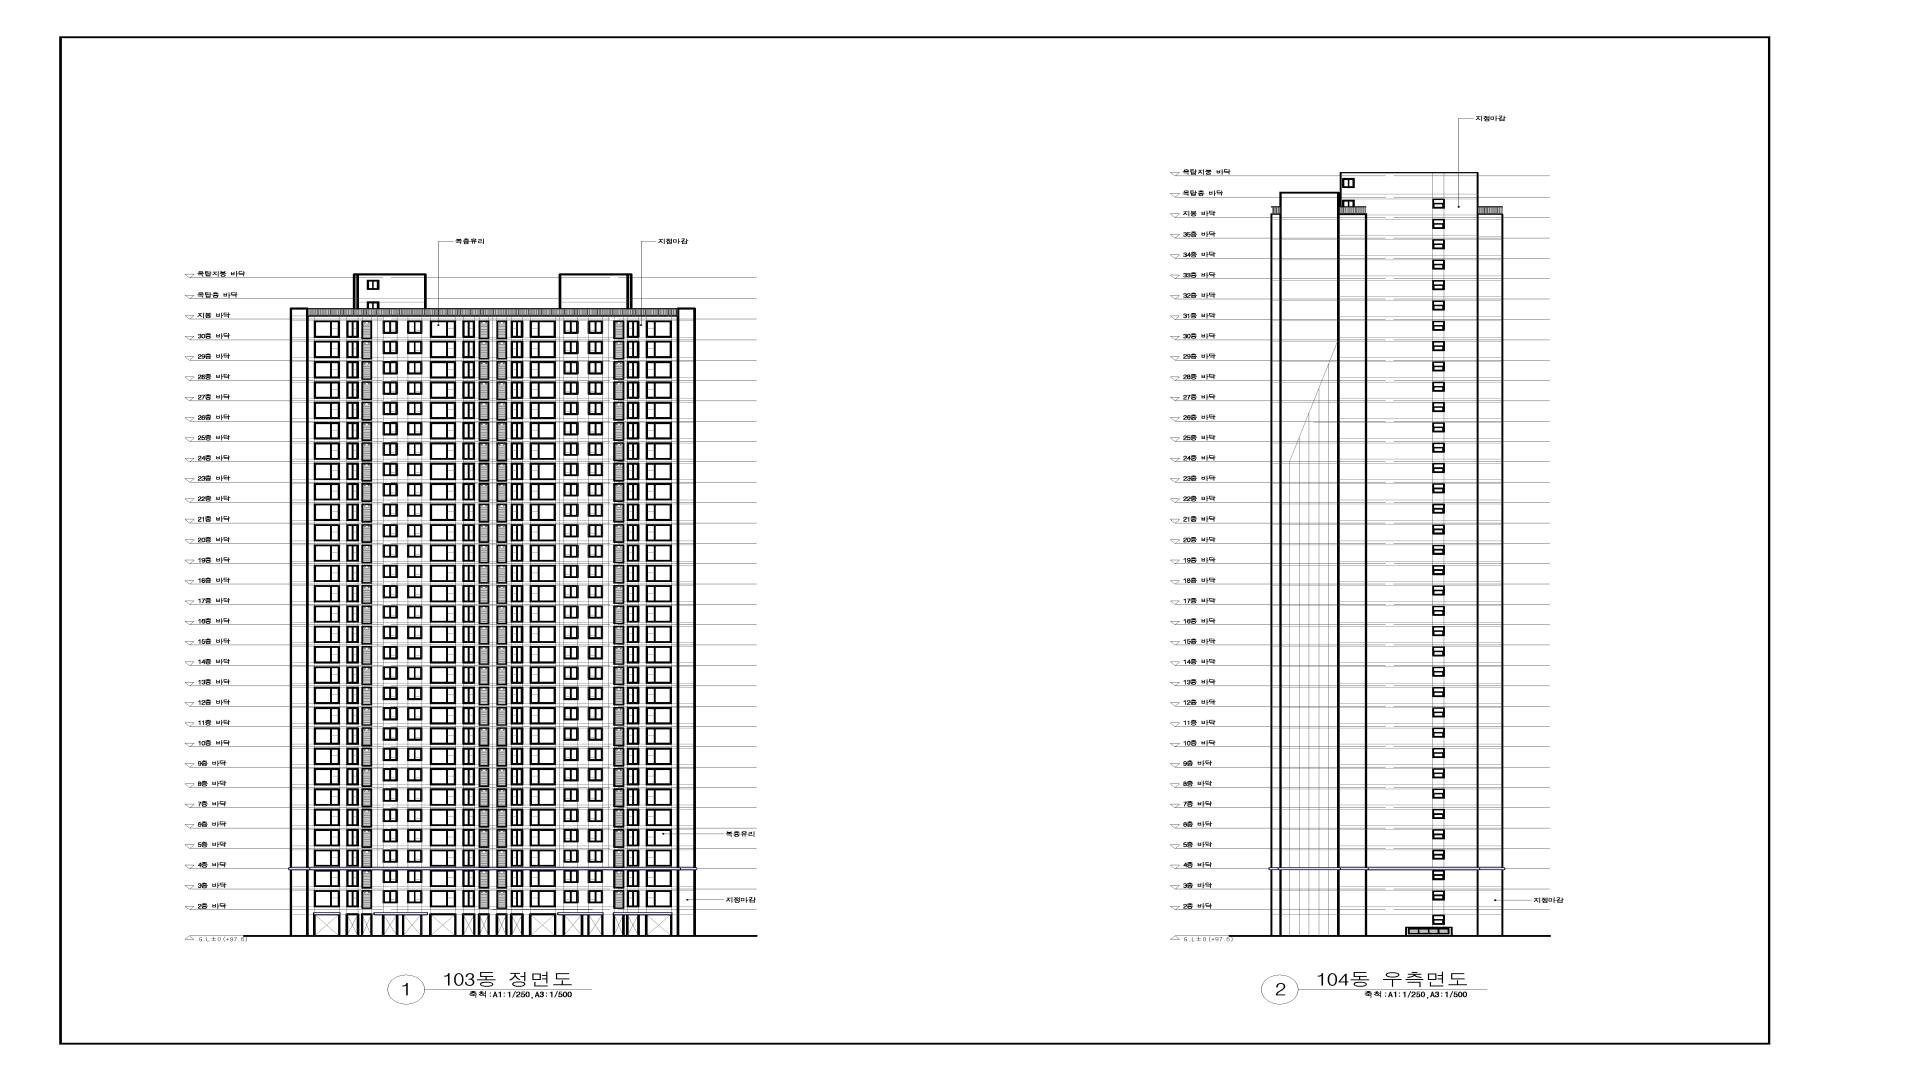 복층유리
지정마감
옥탑지붕 바닥
옥탑층 바닥
지붕 바닥
30층 바닥
29층 바닥
28층 바닥
27층 바닥
26층 바닥
25층 바닥
24층 바닥
23층 바닥
22층 바닥
21층 바닥
20층 바닥
19층 바닥
18층 바닥
17층 바닥
16층 바닥
15층 바닥
14층 바닥
13층 바닥
12층 바닥
11층 바닥
10층 바닥
9층 바닥
8층 바닥
7층 바닥
6층 바닥
복층유리
5층 바닥
4층 바닥
3층 바닥
지정마감
2층 바닥
G.L±0(+97.6)
1
103동 정면도
축척 : A1 : 1/250, A3 : 1/500
지정마감
옥탑지붕 바닥
옥탑층 바닥
지붕 바닥
35층 바닥
34층 바닥
33층 바닥
32층 바닥
31층 바닥
30층 바닥
29층 바닥
28층 바닥
27층 바닥
26층 바닥
25층 바닥
24층 바닥
23층 바닥
22층 바닥
21층 바닥
20층 바닥
19층 바닥
18층 바닥
17층 바닥
16층 바닥
15층 바닥
14층 바닥
13층 바닥
12층 바닥
11층 바닥
10층 바닥
9층 바닥
8층 바닥
7층 바닥
6층 바닥
5층 바닥
4층 바닥
3층 바닥
지정마감
2층 바닥
G.L±0(+97.6)
2
104동 우측면도
축척 : A1 : 1/250, A3 : 1/500